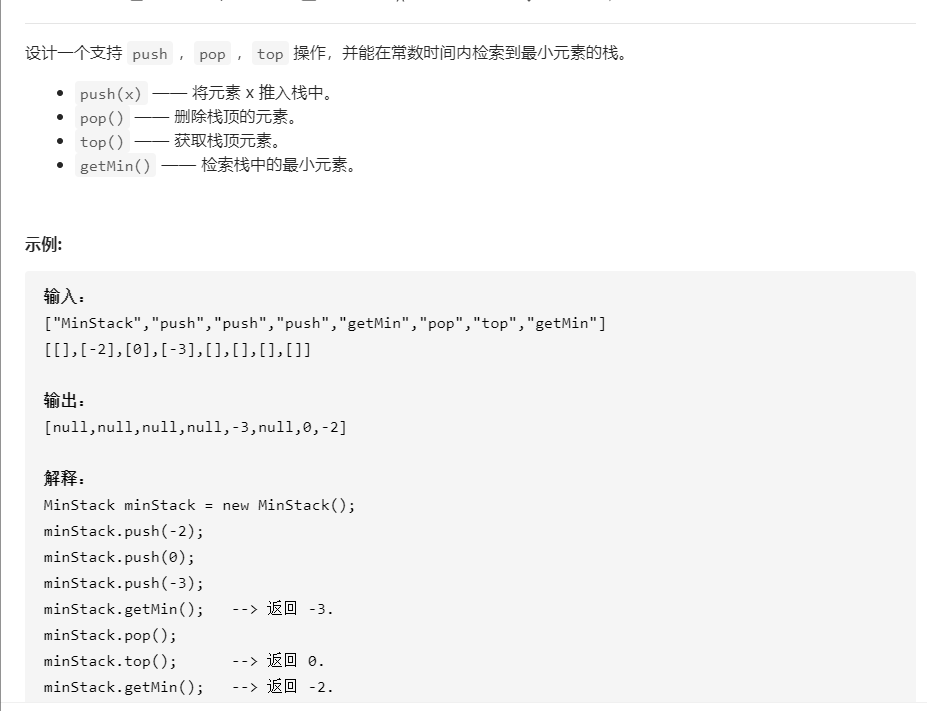 设计一个支持 push , pop , top 操作，并能在常数时间内检索到最小元素的栈。
push(x) —— 将元素 x 推入栈中。
pop() —— 删除栈顶的元素。
top() —— 获取栈顶元素。
getMin() —— 检索栈中的最小元素。
示例:
输入：
["MinStack","push","push","push","getMin","pop","top","getMin"]
[[],[-2],[0],[-3],[],[],[],[]]
输出：
[null,null,null,null,-3,null,0,-2]
解释：
MinStack minStack = new MinStack();
minStack.push(-2);
minStack.push(0);
minStack.push(-3);
minStack.getMin();   --> 返回 -3.
minStack.pop();
minStack.top();      --> 返回 0.
minStack.getMin();   --> 返回 -2.